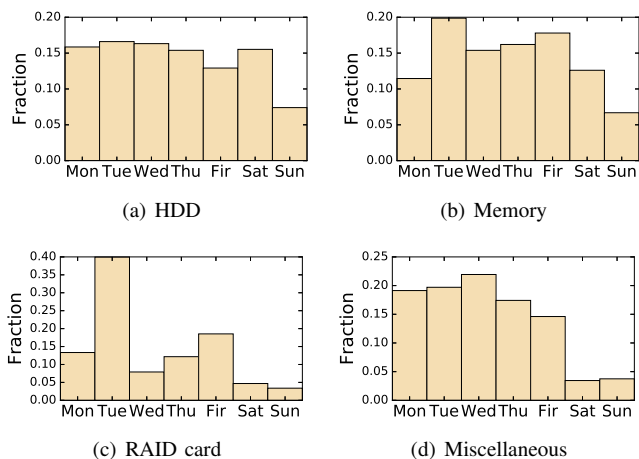 0.20
0.15
0.10
0.05
0.00
Fraction
Mon Tue Wed Thu Fir Sat Sun
(a) HDD
0.20
0.15
0.10
0.05
0.00
Fraction
Mon Tue Wed Thu Fir Sat Sun
(b) Memory
0.40
0.35
0.30
0.25
0.20
0.15
0.10
0.05
0.00
Fraction
Mon Tue Wed Thu Fir Sat Sun
(c) RAID card
0.25
0.20
0.15
0.10
0.05
0.00
Fraction
Mon Tue Wed Thu Fir Sat Sun
(d) Miscellaneous